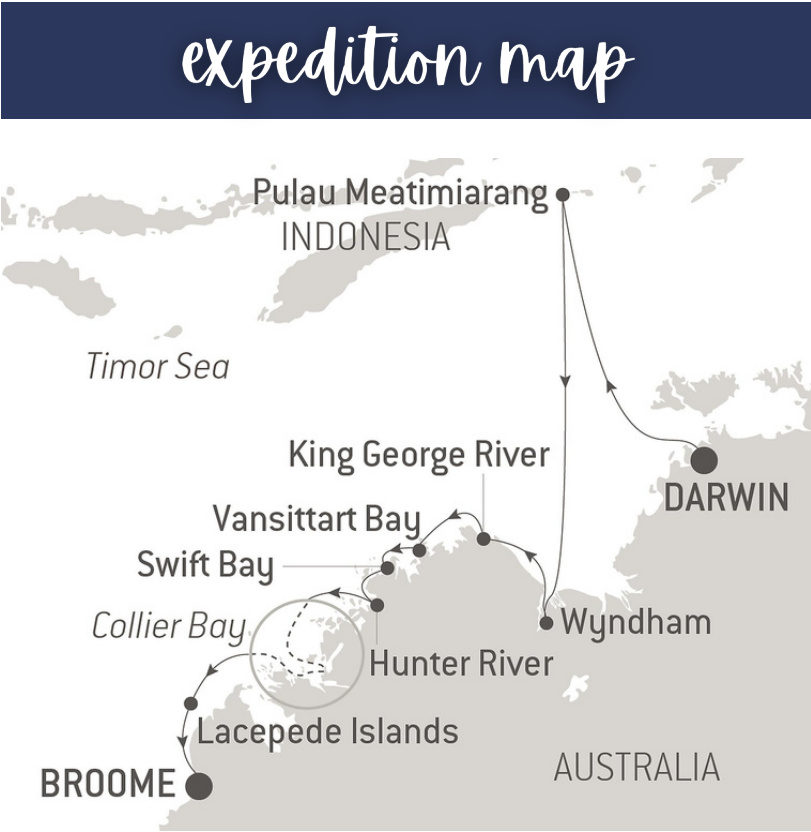 expedition map
Pulau Meatimiarang
INDONESIA
Timor Sea
King George River
DARWIN
Vansittart Bay
Swift Bay
Collier Bay
Wyndham
Hunter River
Lacepede Islands
AUSTRALIA
BROOME